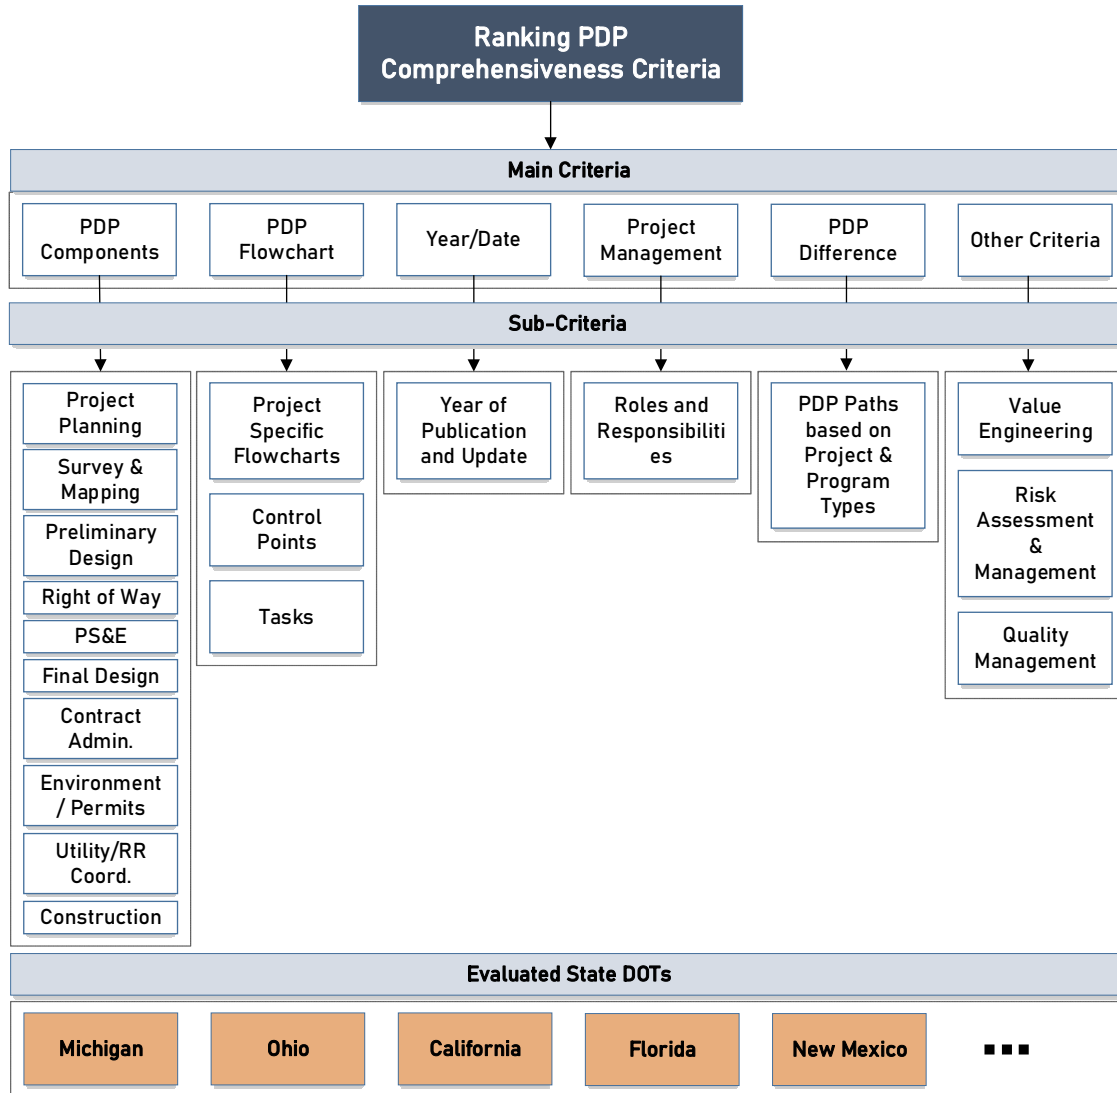 Ranking PDP
Comprehensiveness Criteria
Main Criteria
PDP
Components
PDP
Flowchart
Year/Date
Project
Management
PDP
Difference
Other Criteria
Sub-Criteria
Project
Planning
Survey &
Mapping
Preliminary
Design
Right of Way
PS&E
Final Design
Contract
Admin.
Environment
/ Permits
Utility/RR
Coord.
Construction
Project
Specific
Flowcharts
Control
Points
Tasks
Year of
Publication
and Update
Roles and
Responsibiliti
es
PDP Paths
based on
Project &
Program
Types
Value
Engineering
Risk
Assessment
&
Management
Quality
Management
Evaluated State DOTs
Michigan
Ohio
California
Florida
New Mexico
...